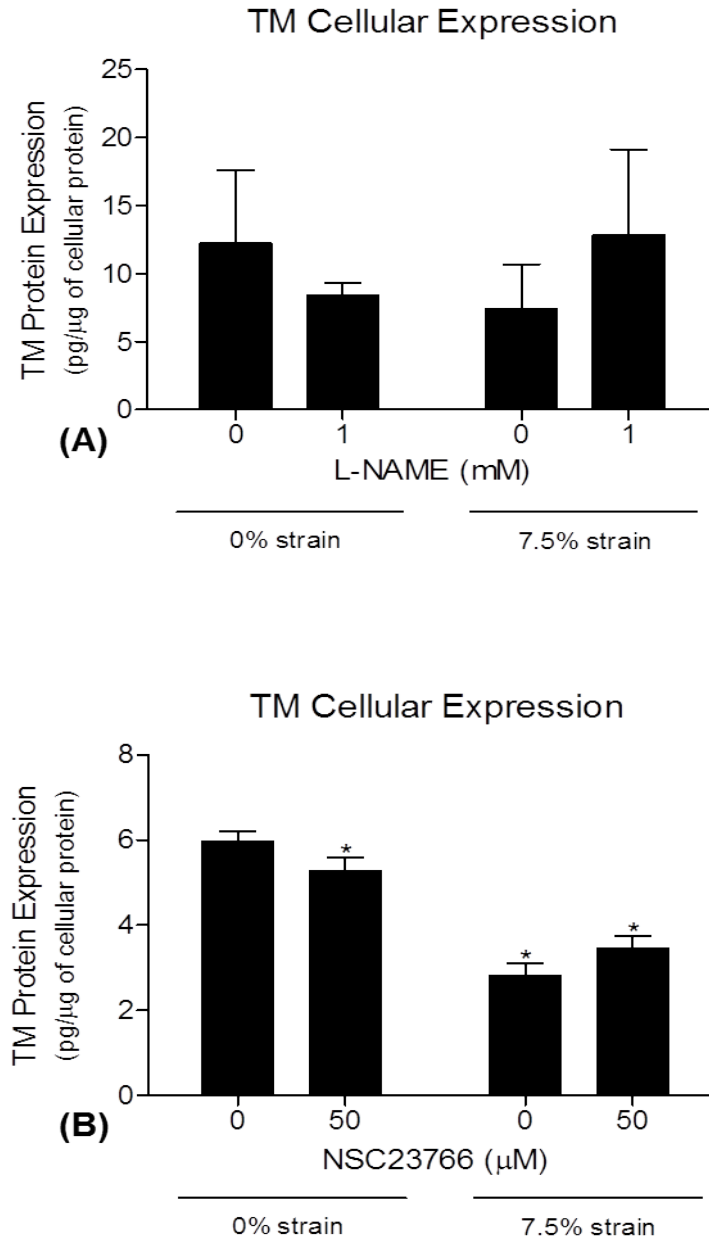 TM Cellular Expression
TM Protein Expression
(pg/μg of cellular protein)
25
20
15
10
5
0
(A)
0 1 0 1
L-NAME (mM)
0% strain 7.5% strain
TM Cellular Expression
TM Protein Expression
(pg/μg of cellular protein)
8
6
4
2
0
* * *
(B)
0 50 0 50
NSC23766 (μM)
0% strain 7.5% strain